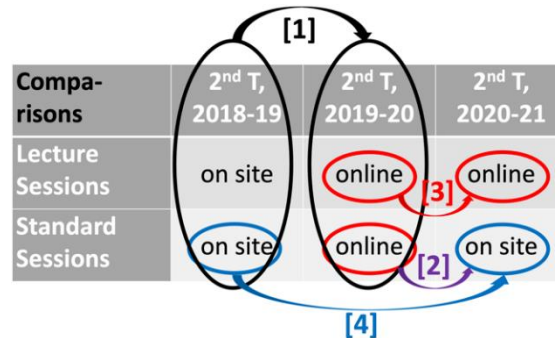 [1]
Compa-
risons
2nd T,
2018-19
2nd T,
2019-20
2nd T,
2020-21
Lecture
Sessions
on site
online
online
[3]
Standard
Sessions
on site
online
on site
[2]
[4]